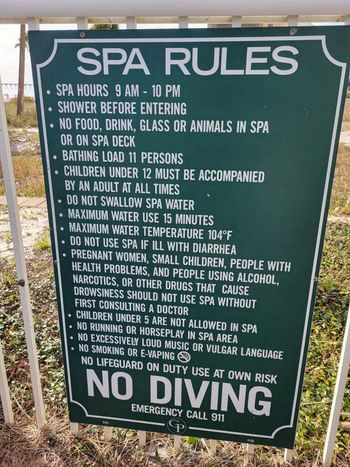 SPA RULES
• SPA HOURS 9 AM - 10 PM
• SHOWER BEFORE ENTERING
• NO FOOD, DRINK, GLASS OR ANIMALS IN SPA
OR ON SPA DECK
• BATHING LOAD 11 PERSONS
• CHILDREN UNDER 12 MUST BE ACCOMPANIED
BY AN ADULT AT ALL TIMES
• DO NOT SWALLOW SPA WATER
• MAXIMUM WATER USE 15 MINUTES
• MAXIMUM WATER TEMPERATURE 104°F
• DO NOT USE SPA IF ILL WITH DIARRHEA
• PREGNANT WOMEN, SMALL CHILDREN, PEOPLE WITH
HEALTH PROBLEMS, AND PEOPLE USING ALCOHOL,
NARCOTICS, OR OTHER DRUGS THAT CAUSE
DROWSINESS SHOULD NOT USE SPA WITHOUT
FIRST CONSULTING A DOCTOR
• CHILDREN UNDER 5 ARE NOT ALLOWED IN SPA
• NO RUNNING OR HORSEPLAY IN SPA AREA
• NO EXCESSIVELY LOUD MUSIC OR VULGAR LANGUAGE
• NO SMOKING OR E-VAPING
NO LIFEGUARD ON DUTY USE AT OWN RISK
NO DIVING
EMERGENCY CALL 911